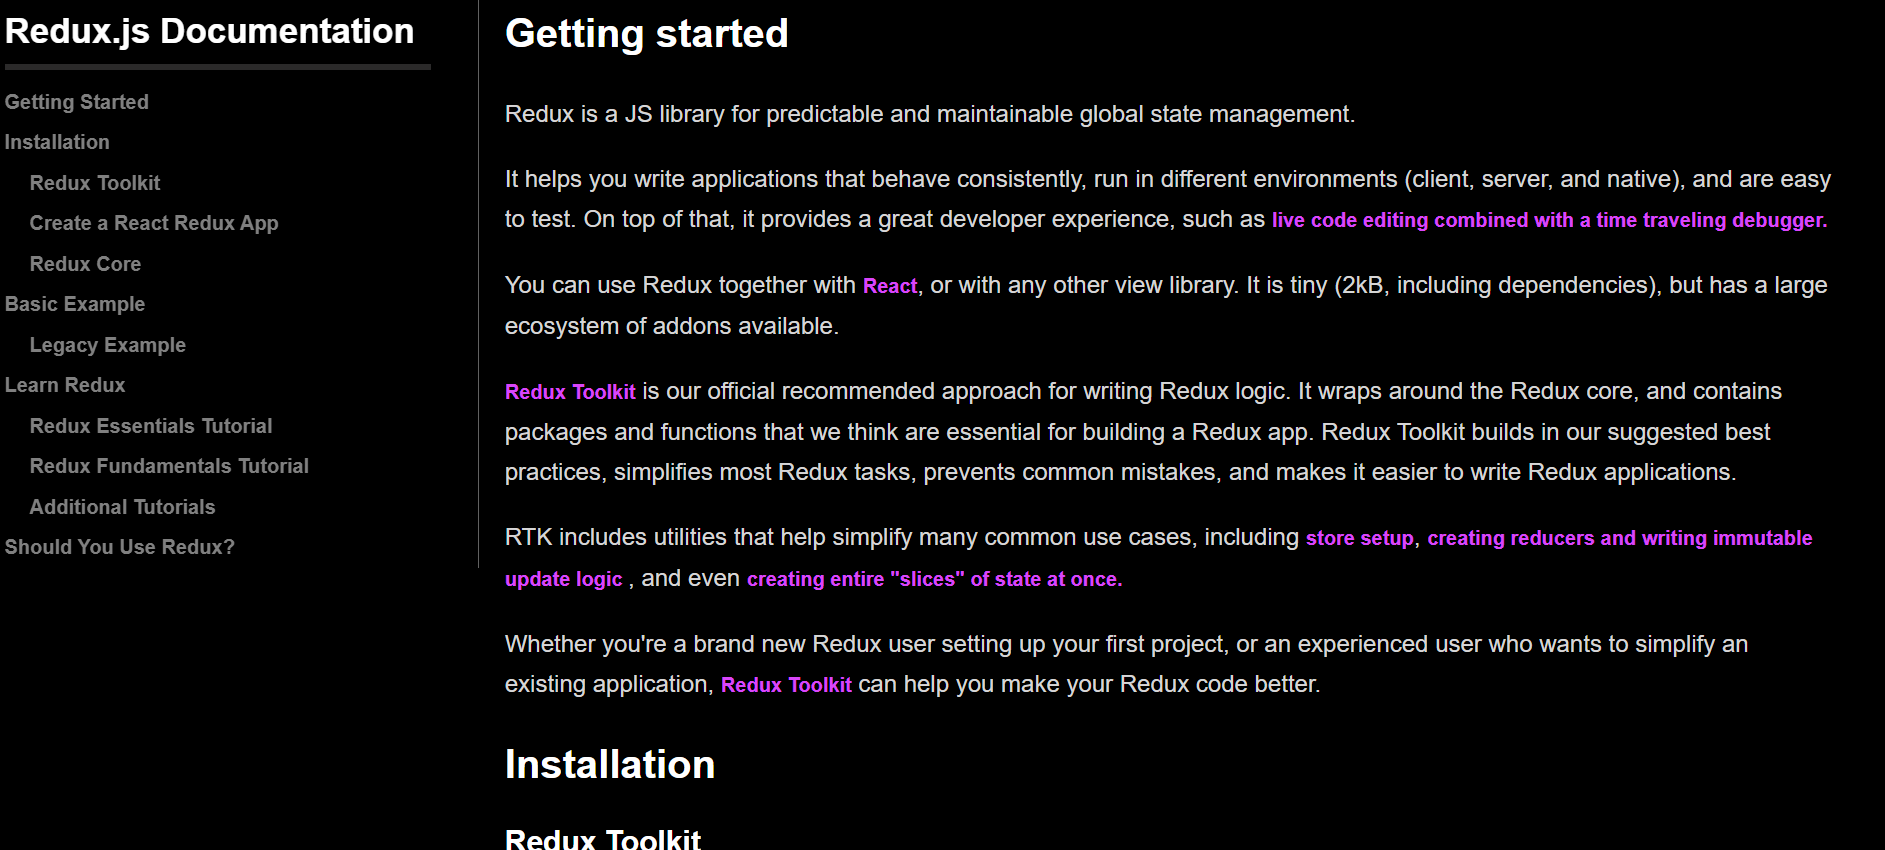 Redux.js Documentation
Getting Started
Installation
Redux Toolkit
Create a React Redux App
Redux Core
Basic Example
Legacy Example
Learn Redux
Redux Essentials Tutorial
Redux Fundamentals Tutorial
Additional Tutorials
Should You Use Redux?
Getting started
Redux is a JS library for predictable and maintainable global state management.
It helps you write applications that behave consistently, run in different environments (client, server, and native), and are easy
to test. On top of that, it provides a great developer experience, such as live code editing combined with a time traveling debugger.
You can use Redux together with React, or with any other view library. It is tiny (2kB, including dependencies), but has a large
ecosystem of addons available.
Redux Toolkit is our official recommended approach for writing Redux logic. It wraps around the Redux core, and contains
packages and functions that we think are essential for building a Redux app. Redux Toolkit builds in our suggested best
practices, simplifies most Redux tasks, prevents common mistakes, and makes it easier to write Redux applications.
RTK includes utilities that help simplify many common use cases, including store setup, creating reducers and writing immutable
update logic , and even creating entire "slices" of state at once.
Whether you're a brand new Redux user setting up your first project, or an experienced user who wants to simplify an
existing application, Redux Toolkit can help you make your Redux code better.
Installation
Redux Toolkit